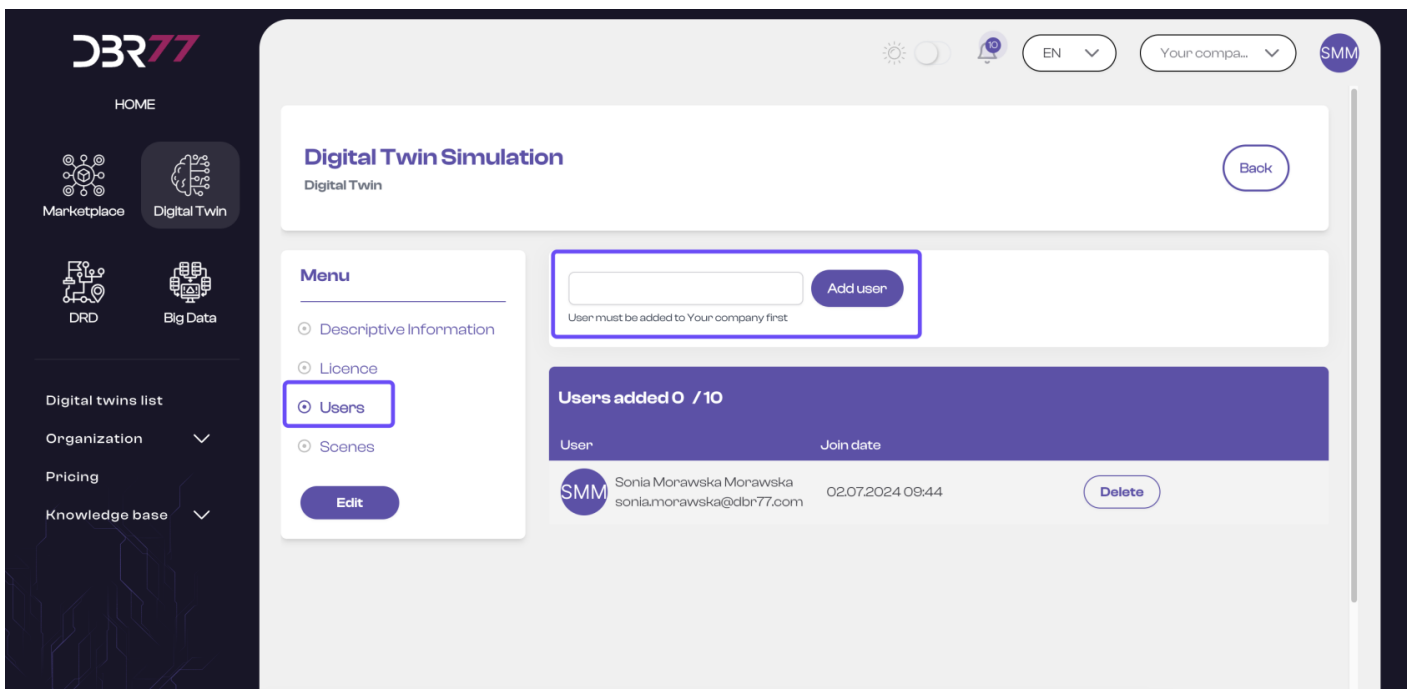 DBR77
10
EN
Your compa...
SMM
HOME
Marketplace
Digital Twin
DRD
Big Data
Digital twins list
Organization
Pricing
Knowledge base
Digital Twin Simulation
Digital Twin
Back
Menu
Descriptive Information
Licence
Users
Scenes
Edit
Add user
User must be added to Your company first
Users added 0 / 10
User
Join date
SMM
Sonia Morawska Morawska
sonia.morawska@dbr77.com
02.07.2024 09:44
Delete